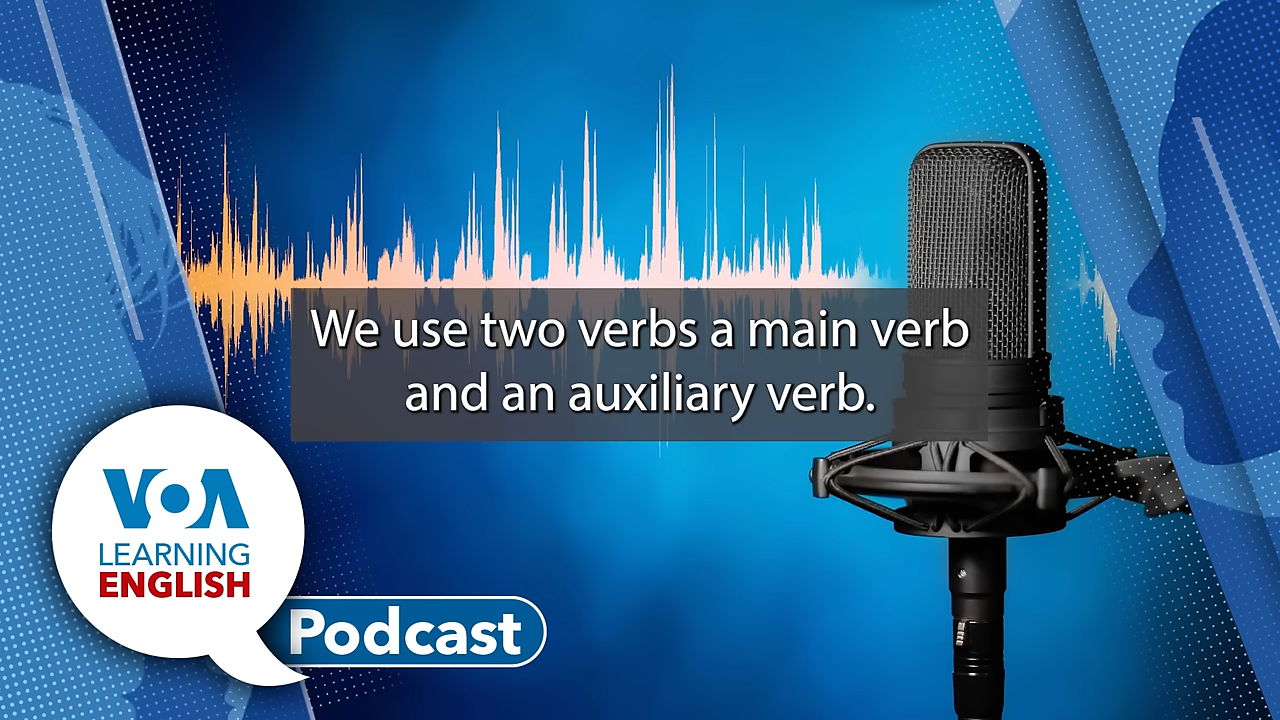 We use two verbs a main verb
and an auxiliary verb.
VOA
LEARNING
ENGLISH
Podcast